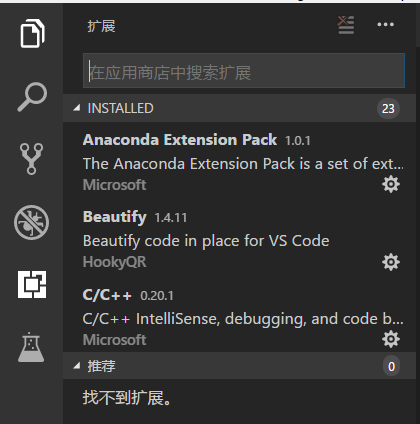 扩展
在应用商店中搜索扩展
INSTALLED 23
Anaconda Extension Pack 1.0.1
The Anaconda Extension Pack is a set of ext...
Microsoft
Beautify 1.4.11
Beautify code in place for VS Code
HookyQR
C/C++ 0.20.1
C/C++ IntelliSense, debugging, and code b...
Microsoft
推荐 0
找不到扩展。